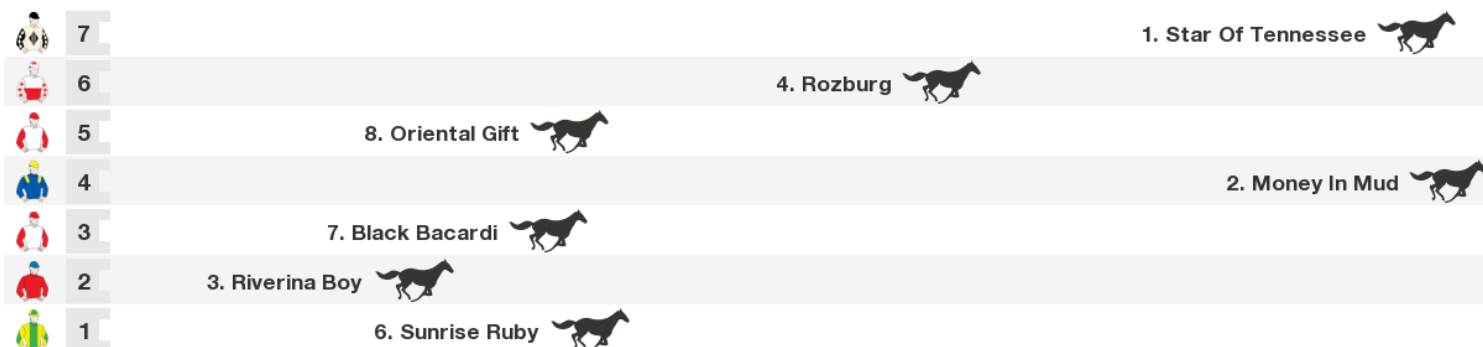 7 1. Star Of Tennessee
6 4. Rozburg
5 8. Oriental Gift
4 2. Money In Mud
3 7. Black Bacardi
2 3. Riverina Boy
1 6. Sunrise Ruby